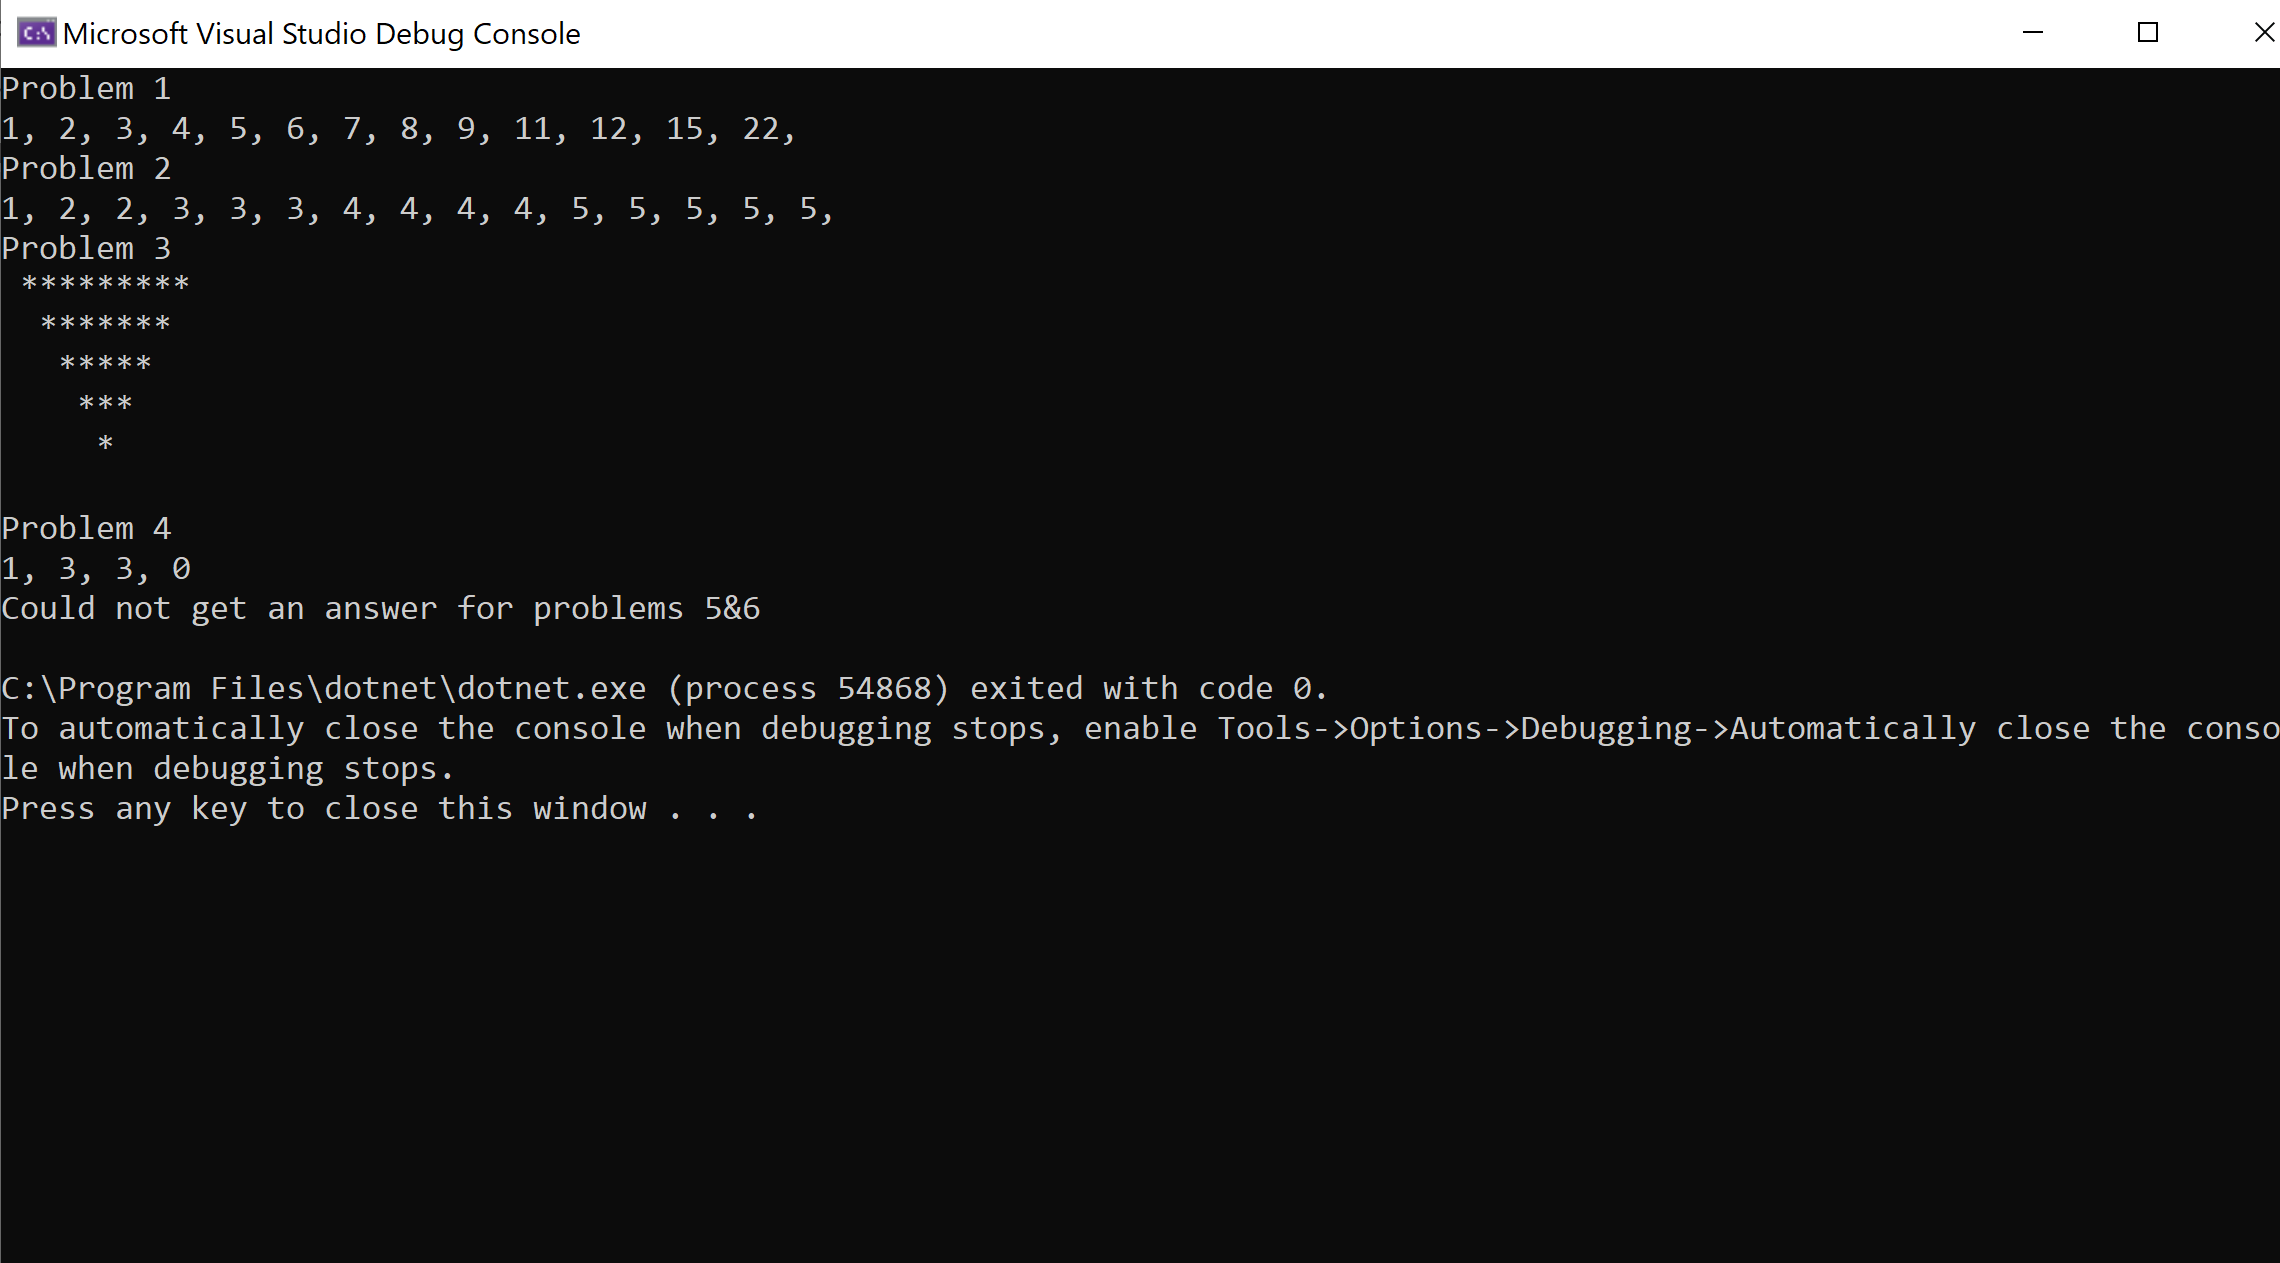 Microsoft Visual Studio Debug Console
Problem 1
1, 2, 3, 4, 5, 6, 7, 8, 9, 11, 12, 15, 22,
Problem 2
1, 2, 2, 3, 3, 3, 4, 4, 4, 4, 5, 5, 5, 5, 5,
Problem 3
 *********
  *******
   *****
    ***
     *
Problem 4
1, 3, 3, 0
Could not get an answer for problems 5&6
C:\Program Files\dotnet\dotnet.exe (process 54868) exited with code 0.
To automatically close the console when debugging stops, enable Tools->Options->Debugging->Automatically close the conso
le when debugging stops.
Press any key to close this window . . .